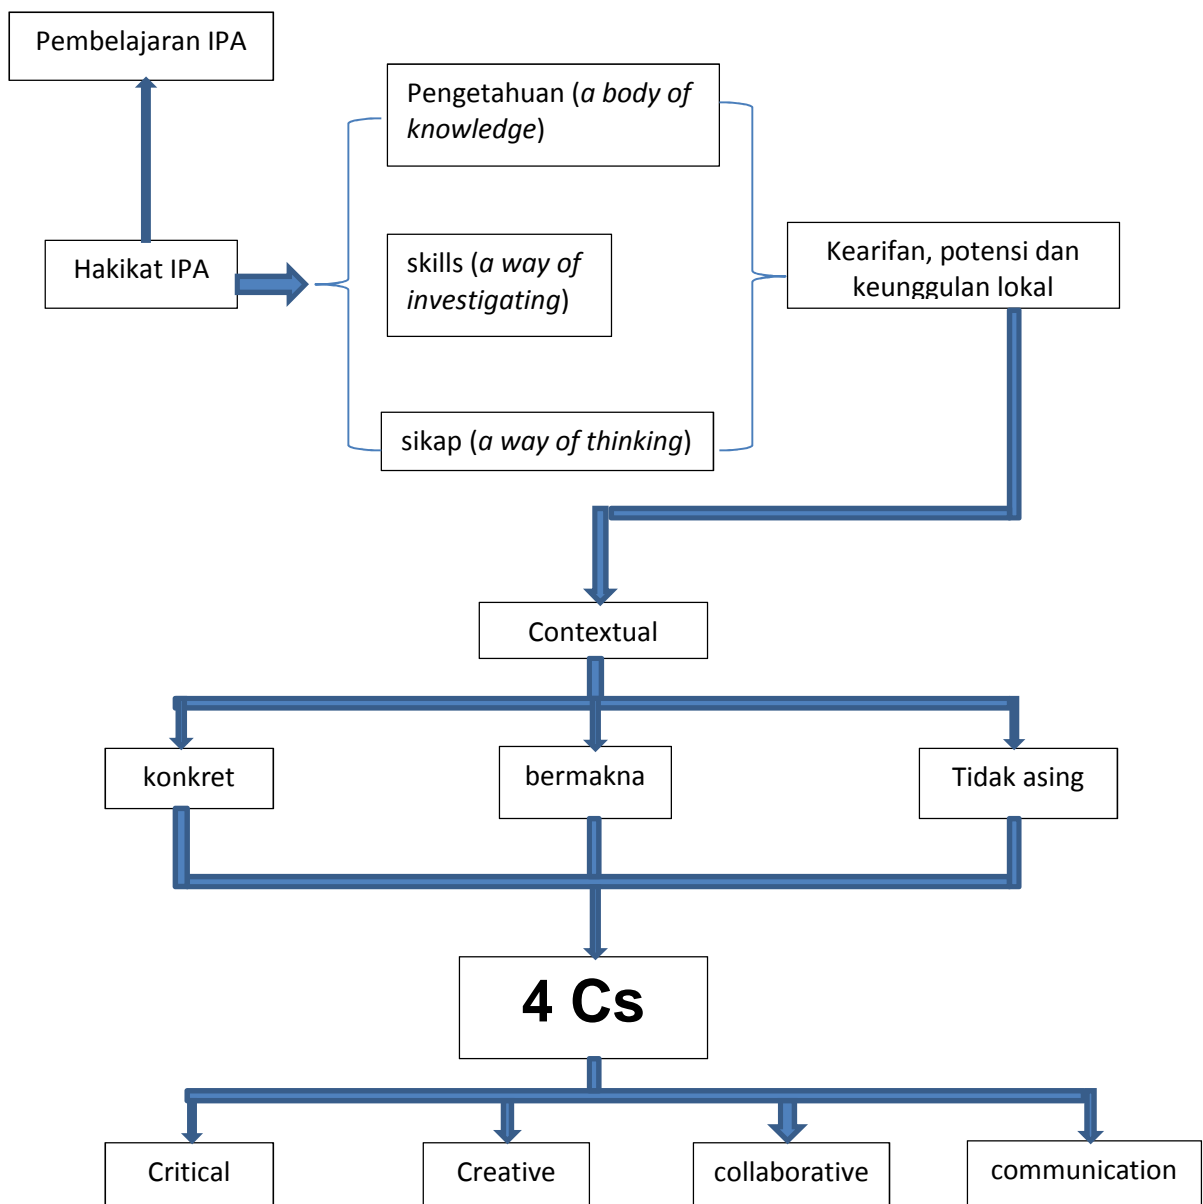 Pembelajaran IPA
Pengetahuan (a body of
knowledge)
Hakikat IPA
skills (a way of
investigating)
Kearifan, potensi dan
keunggulan lokal
sikap (a way of thinking)
Contextual
konkret
bermakna
Tidak asing
4 Cs
Critical
Creative
collaborative
communication